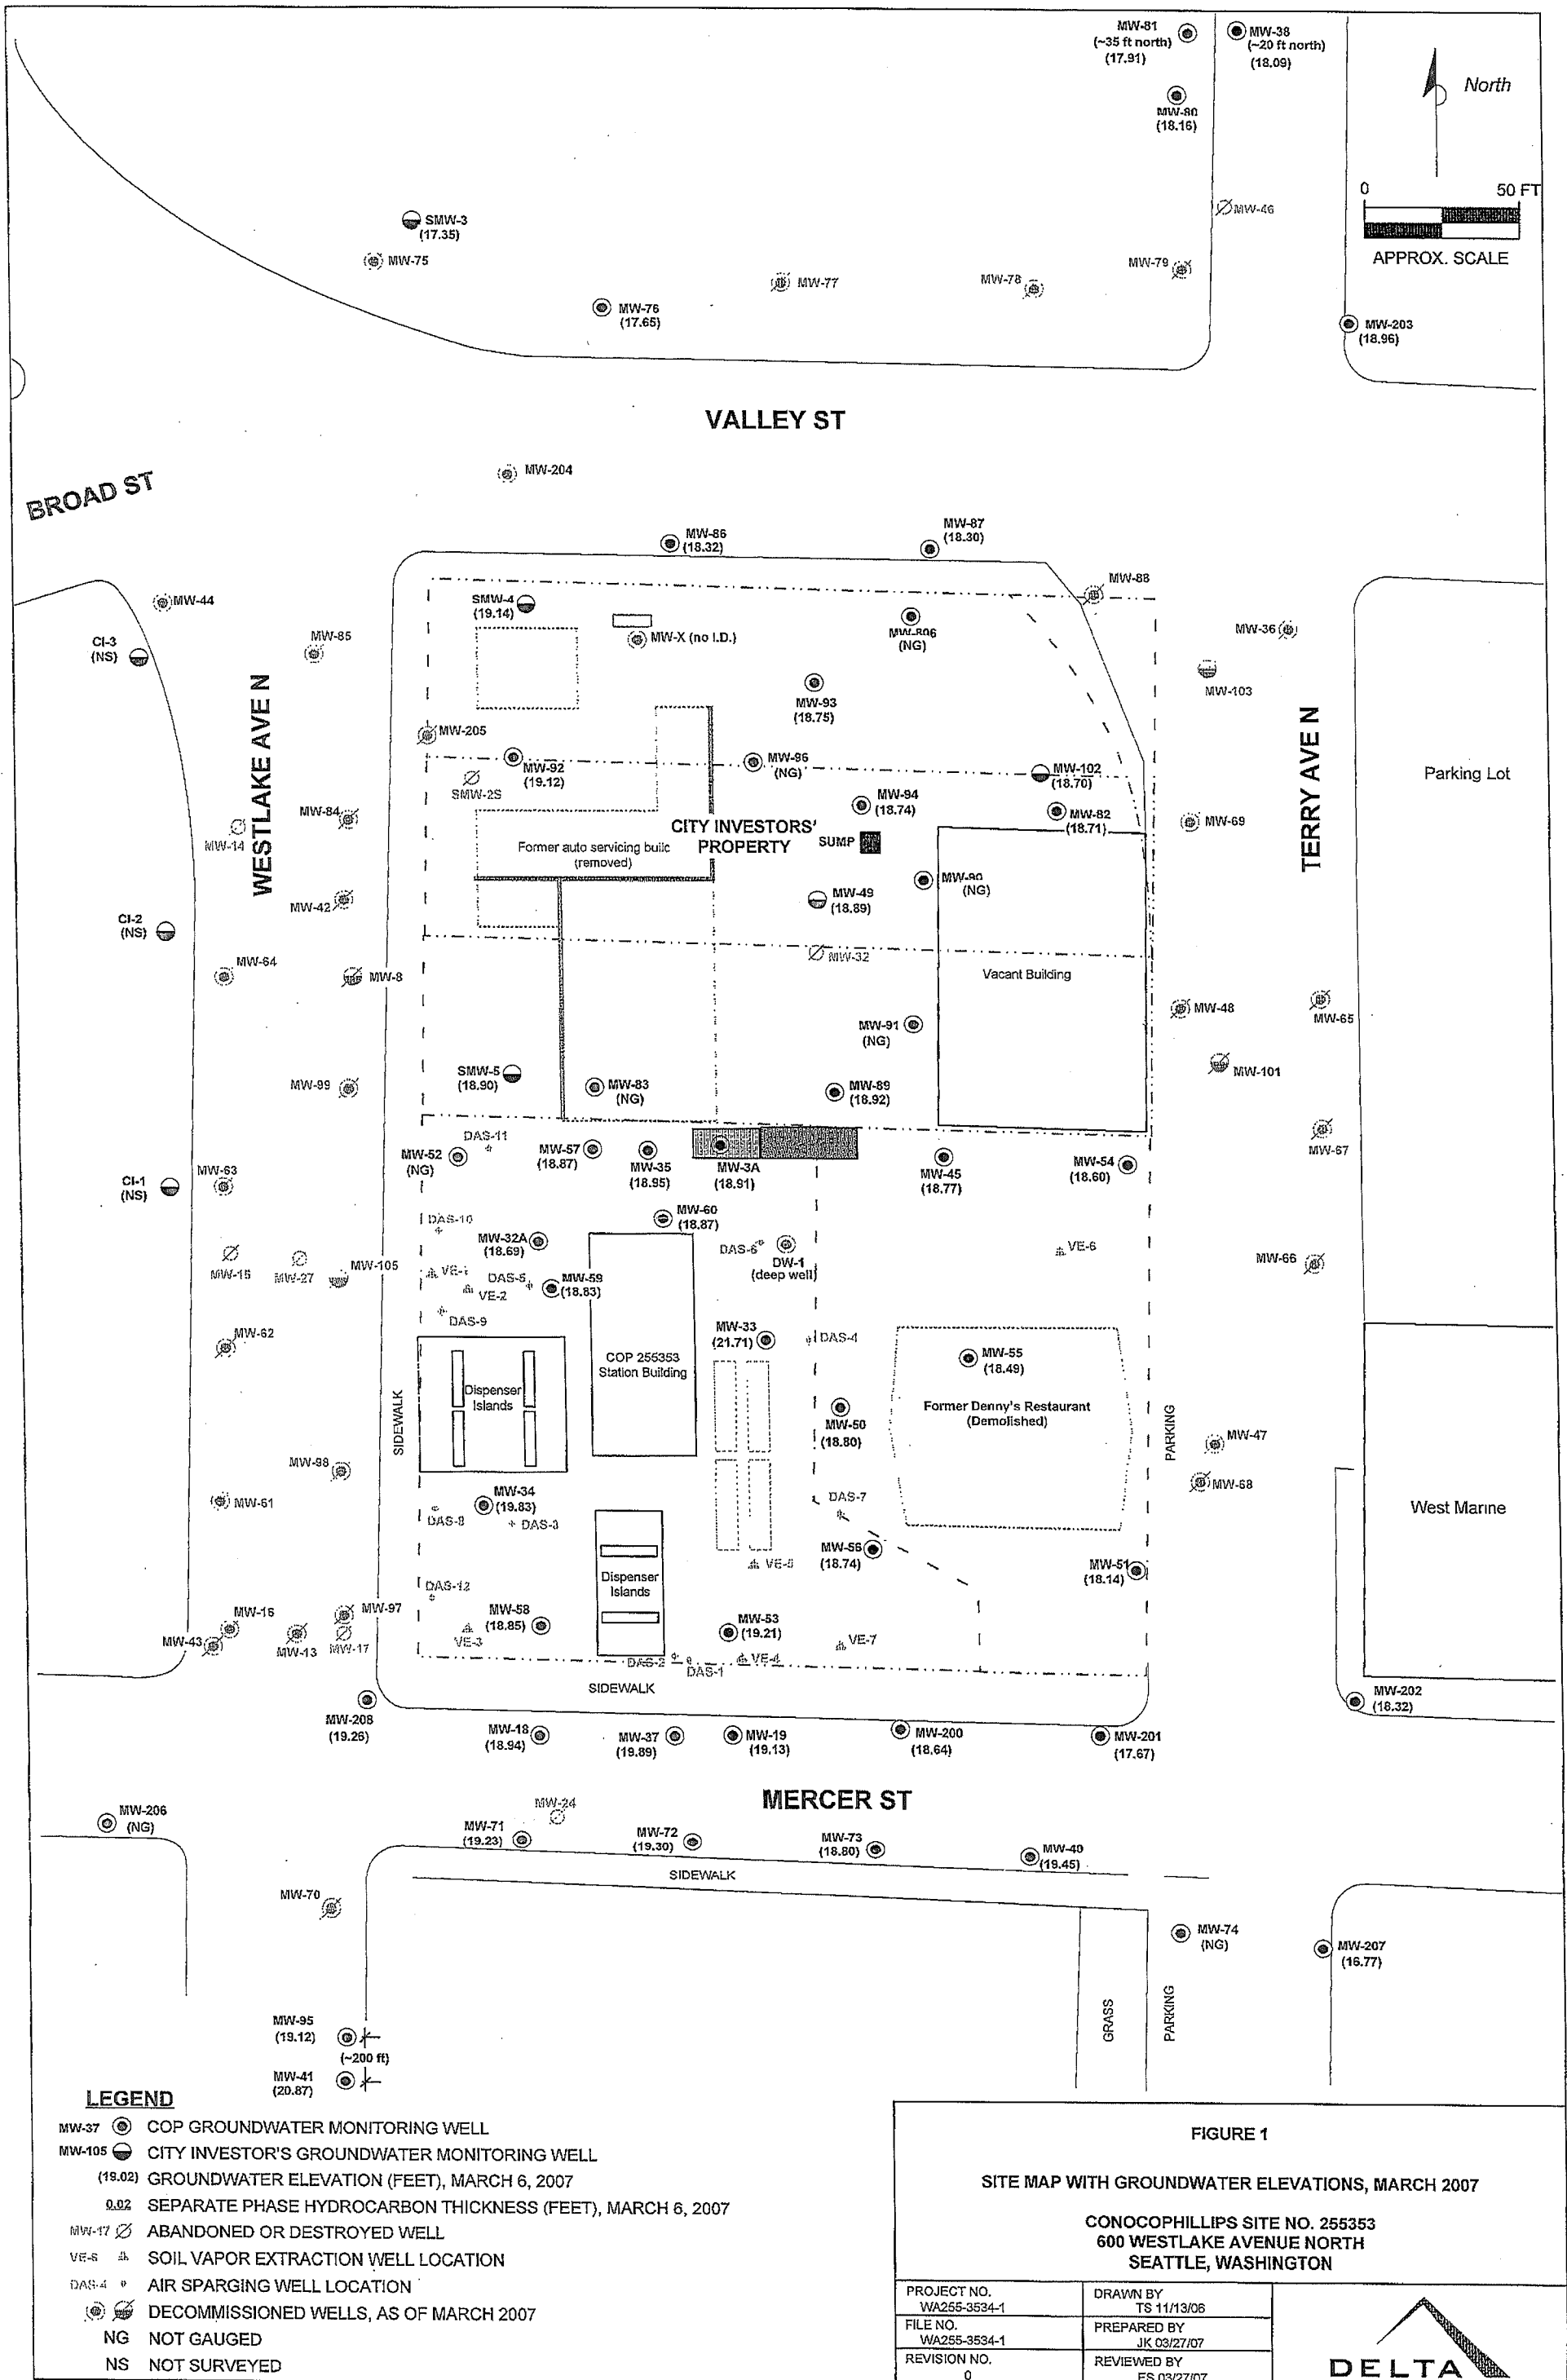 MW-81
(~35 ft north)
(17.91)
MW-38
(~20 ft north)
(18.09)
North
MW-80
(18.16)
0 50 FT
APPROX. SCALE
MW-46
SMW-3
(17.35)
MW-75
MW-76
(17.65)
MW-77
MW-78
MW-79
MW-203
(18.96)
VALLEY ST
BROAD ST
MW-204
MW-86
(18.32)
MW-87
(18.30)
MW-88
MW-44
SMW-4
(19.14)
MW-X (no I.D.)
MW-806
(NG)
MW-36
CI-3
(NS)
MW-85
MW-103
WESTLAKE AVE N
MW-93
(18.75)
TERRY AVE N
MW-205
MW-92
(19.12)
SMW-2S
MW-96
(NG)
MW-102
(18.70)
Parking Lot
MW-94
(18.74)
MW-82
(18.71)
MW-84
MW-14
CITY INVESTORS'
PROPERTY
SUMP
MW-69
Former auto servicing builc
(removed)
MW-90
(NG)
MW-42
MW-49
(18.89)
CI-2
(NS)
MW-64
MW-8
MW-32
Vacant Building
MW-48
MW-65
MW-91
(NG)
MW-101
SMW-5
(18.90)
MW-99
MW-83
(NG)
MW-89
(18.92)
MW-67
DAS-11
MW-52
(NG)
MW-57
(18.87)
MW-35
(18.95)
MW-3A
(18.91)
MW-45
(18.77)
MW-54
(18.60)
MW-63
CI-1
(NS)
DAS-10
MW-60
(18.87)
MW-32A
(18.69)
DAS-6
DW-1
(deep well)
VE-6
MW-66
MW-15
MW-27
MW-105
VE-1
VE-2
DAS-5
MW-59
(18.83)
DAS-9
MW-62
MW-33
(21.71)
DAS-4
COP 255353
Station Building
MW-55
(18.49)
Dispenser
Islands
SIDEWALK
MW-50
(18.80)
Former Denny's Restaurant
(Demolished)
PARKING
MW-47
MW-98
MW-68
MW-61
MW-34
(19.83)
DAS-8
DAS-3
DAS-7
West Marine
MW-56
(18.74)
VE-5
MW-51
(18.14)
Dispenser
Islands
DAS-12
MW-97
MW-16
MW-43
MW-13
MW-17
MW-58
(18.85)
VE-3
MW-53
(19.21)
VE-7
DAS-2
DAS-1
VE-4
SIDEWALK
MW-202
(18.32)
MW-208
(19.26)
MW-18
(18.94)
MW-37
(19.89)
MW-19
(19.13)
MW-200
(18.64)
MW-201
(17.67)
MERCER ST
MW-206
(NG)
MW-24
MW-71
(19.23)
MW-72
(19.30)
MW-73
(18.80)
MW-40
(19.45)
SIDEWALK
MW-70
MW-74
(NG)
MW-207
(16.77)
GRASS
PARKING
MW-95
(19.12)
(~200 ft)
MW-41
(20.87)
LEGEND
MW-37 COP GROUNDWATER MONITORING WELL
MW-105 CITY INVESTOR'S GROUNDWATER MONITORING WELL
(19.02) GROUNDWATER ELEVATION (FEET), MARCH 6, 2007
0.02 SEPARATE PHASE HYDROCARBON THICKNESS (FEET), MARCH 6, 2007
MW-17 ABANDONED OR DESTROYED WELL
VE-6 SOIL VAPOR EXTRACTION WELL LOCATION
DAS-4 AIR SPARGING WELL LOCATION
DECOMMISSIONED WELLS, AS OF MARCH 2007
NG NOT GAUGED
NS NOT SURVEYED
FIGURE 1
SITE MAP WITH GROUNDWATER ELEVATIONS, MARCH 2007
CONOCOPHILLIPS SITE NO. 255353
600 WESTLAKE AVENUE NORTH
SEATTLE, WASHINGTON
PROJECT NO.
WA255-3534-1
DRAWN BY
TS 11/13/06
FILE NO.
WA255-3534-1
PREPARED BY
JK 03/27/07
REVISION NO.
0
REVIEWED BY
ES 03/27/07
DELTA